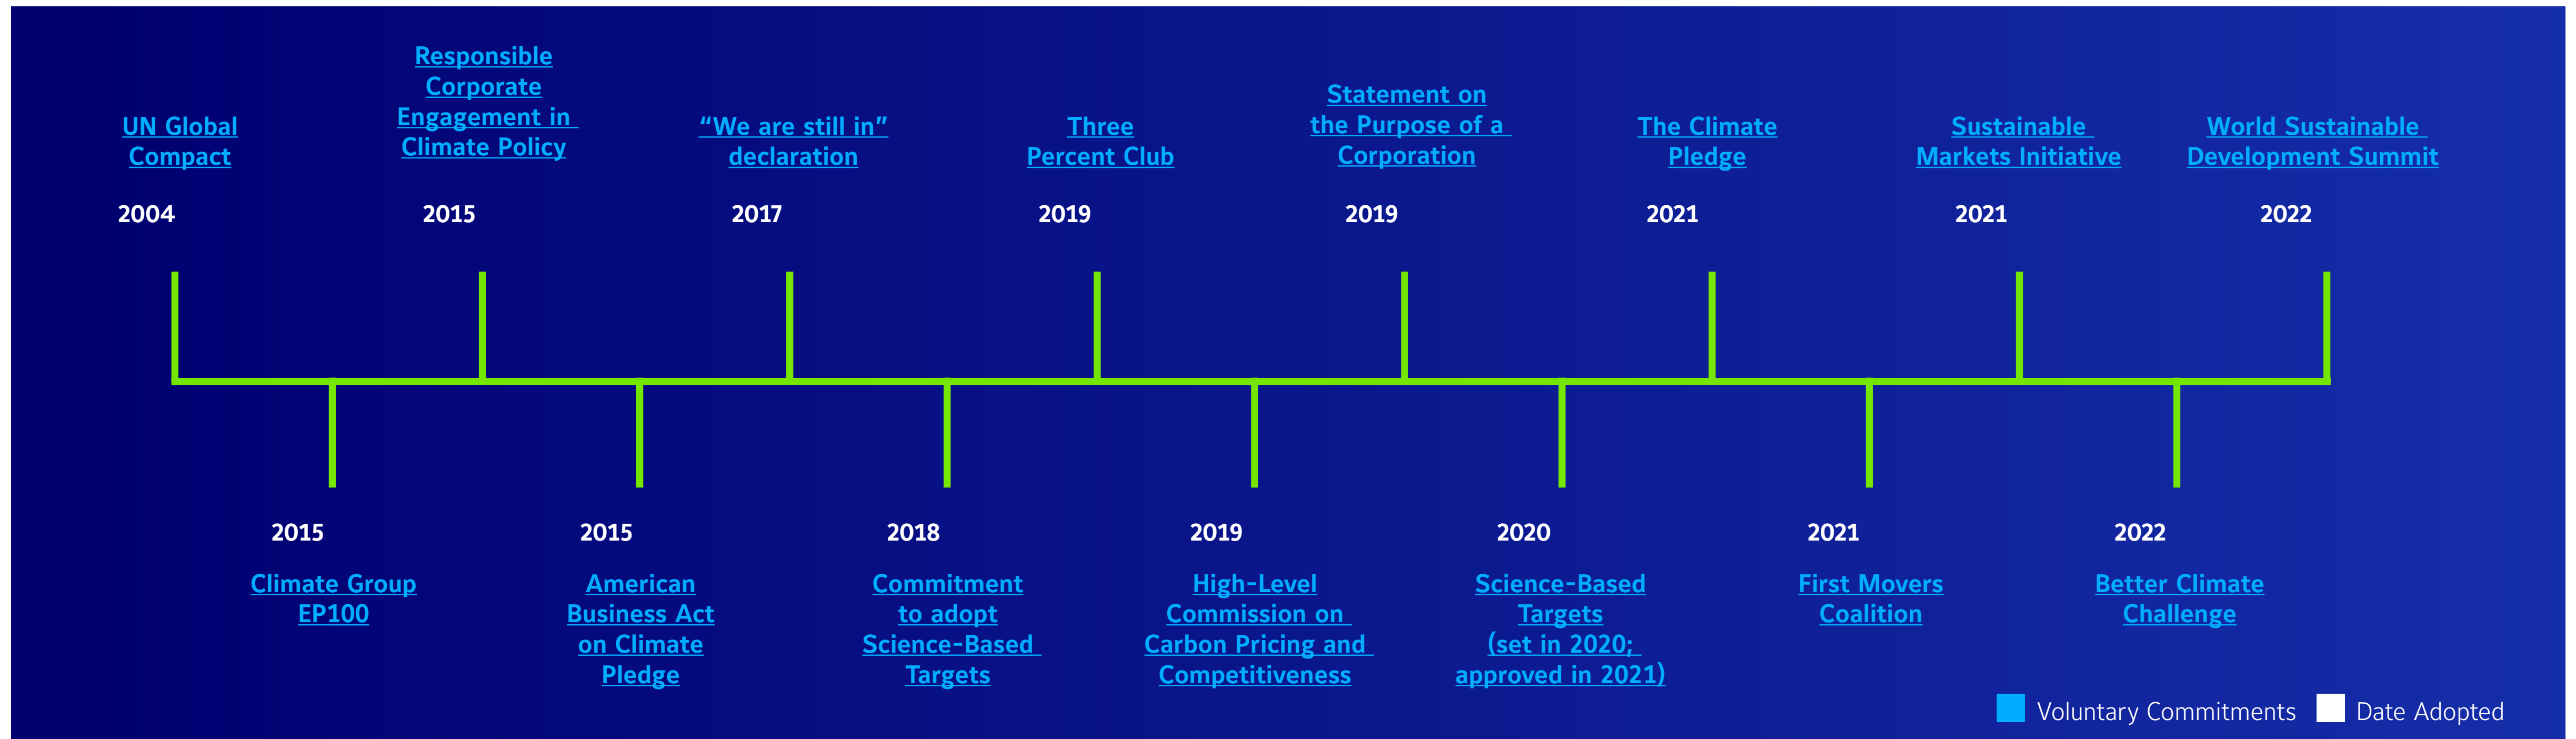 UN Global
Compact
2004
Responsible
Corporate
Engagement in
Climate Policy
2015
“We are still in”
declaration
2017
Three
Percent Club
2019
Statement on
the Purpose of a
Corporation
2019
The Climate
Pledge
2021
Sustainable
Markets Initiative
2021
World Sustainable
Development Summit
2022
2015
Climate Group
EP100
2015
American
Business Act
on Climate
Pledge
2018
Commitment
to adopt
Science-Based
Targets
2019
High-Level
Commission on
Carbon Pricing and
Competitiveness
2020
Science-Based
Targets
(set in 2020;
approved in 2021)
2021
First Movers
Coalition
2022
Better Climate
Challenge
Voluntary Commitments
Date Adopted